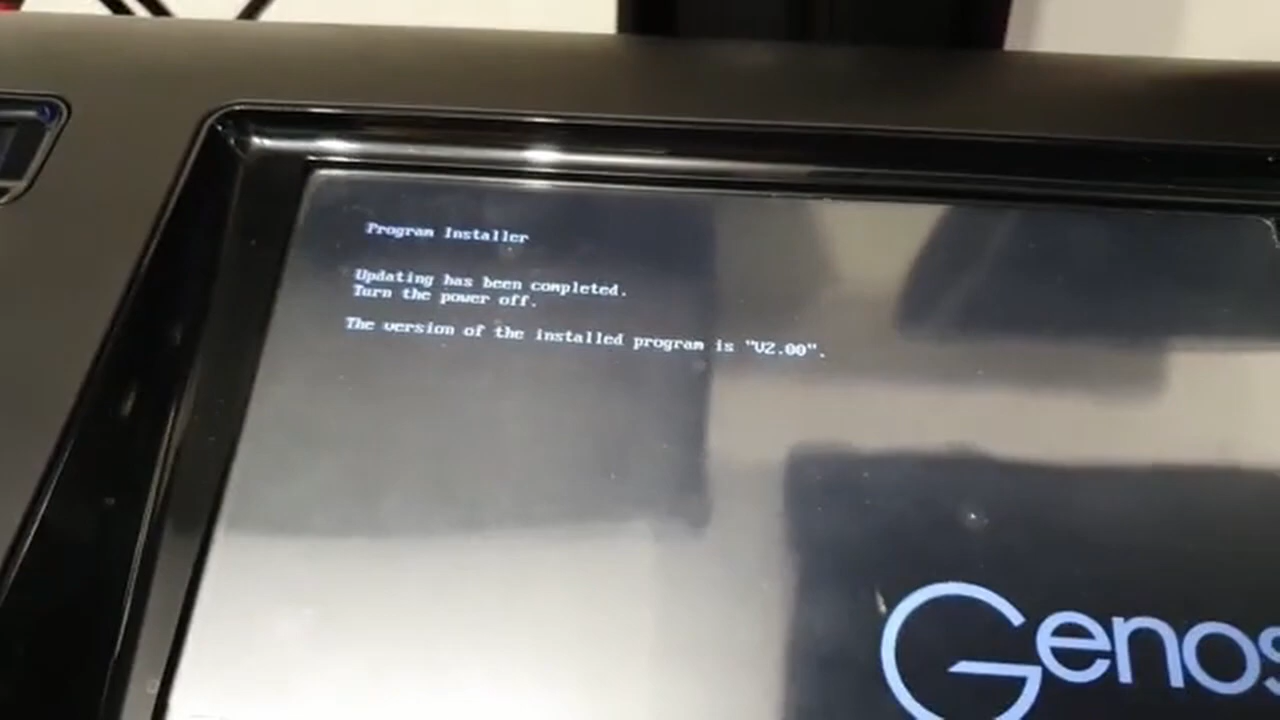 Program Installer
Updating has been completed.
Turn the power off.
The version of the installed program is "V2.00".
Genos